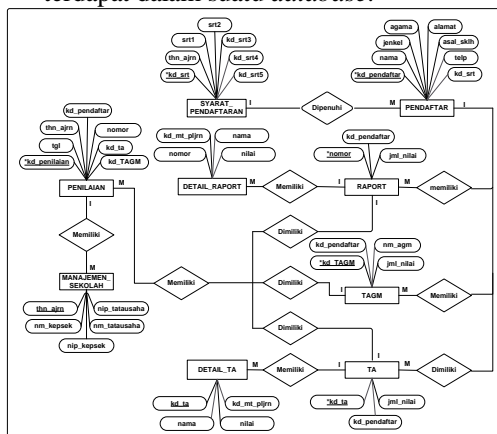 terdapat dalam suatu database.
srt2
srt1
kd_srt3
thn_ajrn
kd_srt4
*kd_srt
kd_srt5
SYARAT_
PENDAFTARAN
I
Dipenuhi
M
PENDAFTAR
I
agama
alamat
jenkel
asal_sklh
nama
telp
*kd_pendaftar
kd_srt
kd_pendaftar
thn_ajrn
nomor
tgl
kd_ta
*kd_penilaian
kd_TAGM
PENILAIAN
M
I
Memiliki
M
MANAJEMEN_
SEKOLAH
thn_ajrn
nip_tatausaha
nm_kepsek
nm_tatausaha
nip_kepsek
kd_mt_pljrn
nama
nomor
nilai
DETAIL_RAPORT
M
Memiliki
I
RAPORT
M
memiliki
kd_pendaftar
*nomor
jml_nilai
I
Dimiliki
kd_pendaftar
nm_agm
*kd_TAGM
jml_nilai
Memiliki
Dimiliki
I
TAGM
M
Memiliki
Dimiliki
I
DETAIL_TA
M
Memiliki
I
TA
M
Dimiliki
kd_ta
kd_mt_pljrn
nama
nilai
*kd_ta
jml_nilai
kd_pendaftar